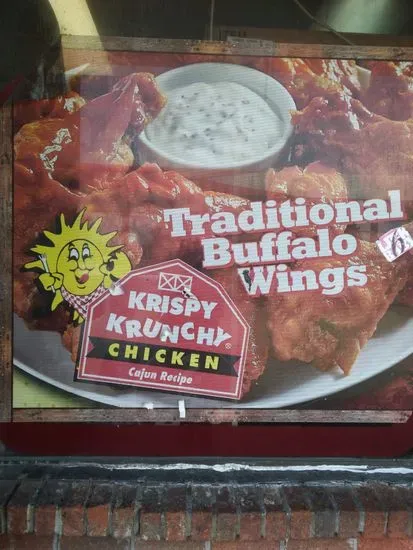 Traditional
Buffalo
Wings
KRISPY
KRUNCHY®
CHICKEN
Cajun Recipe